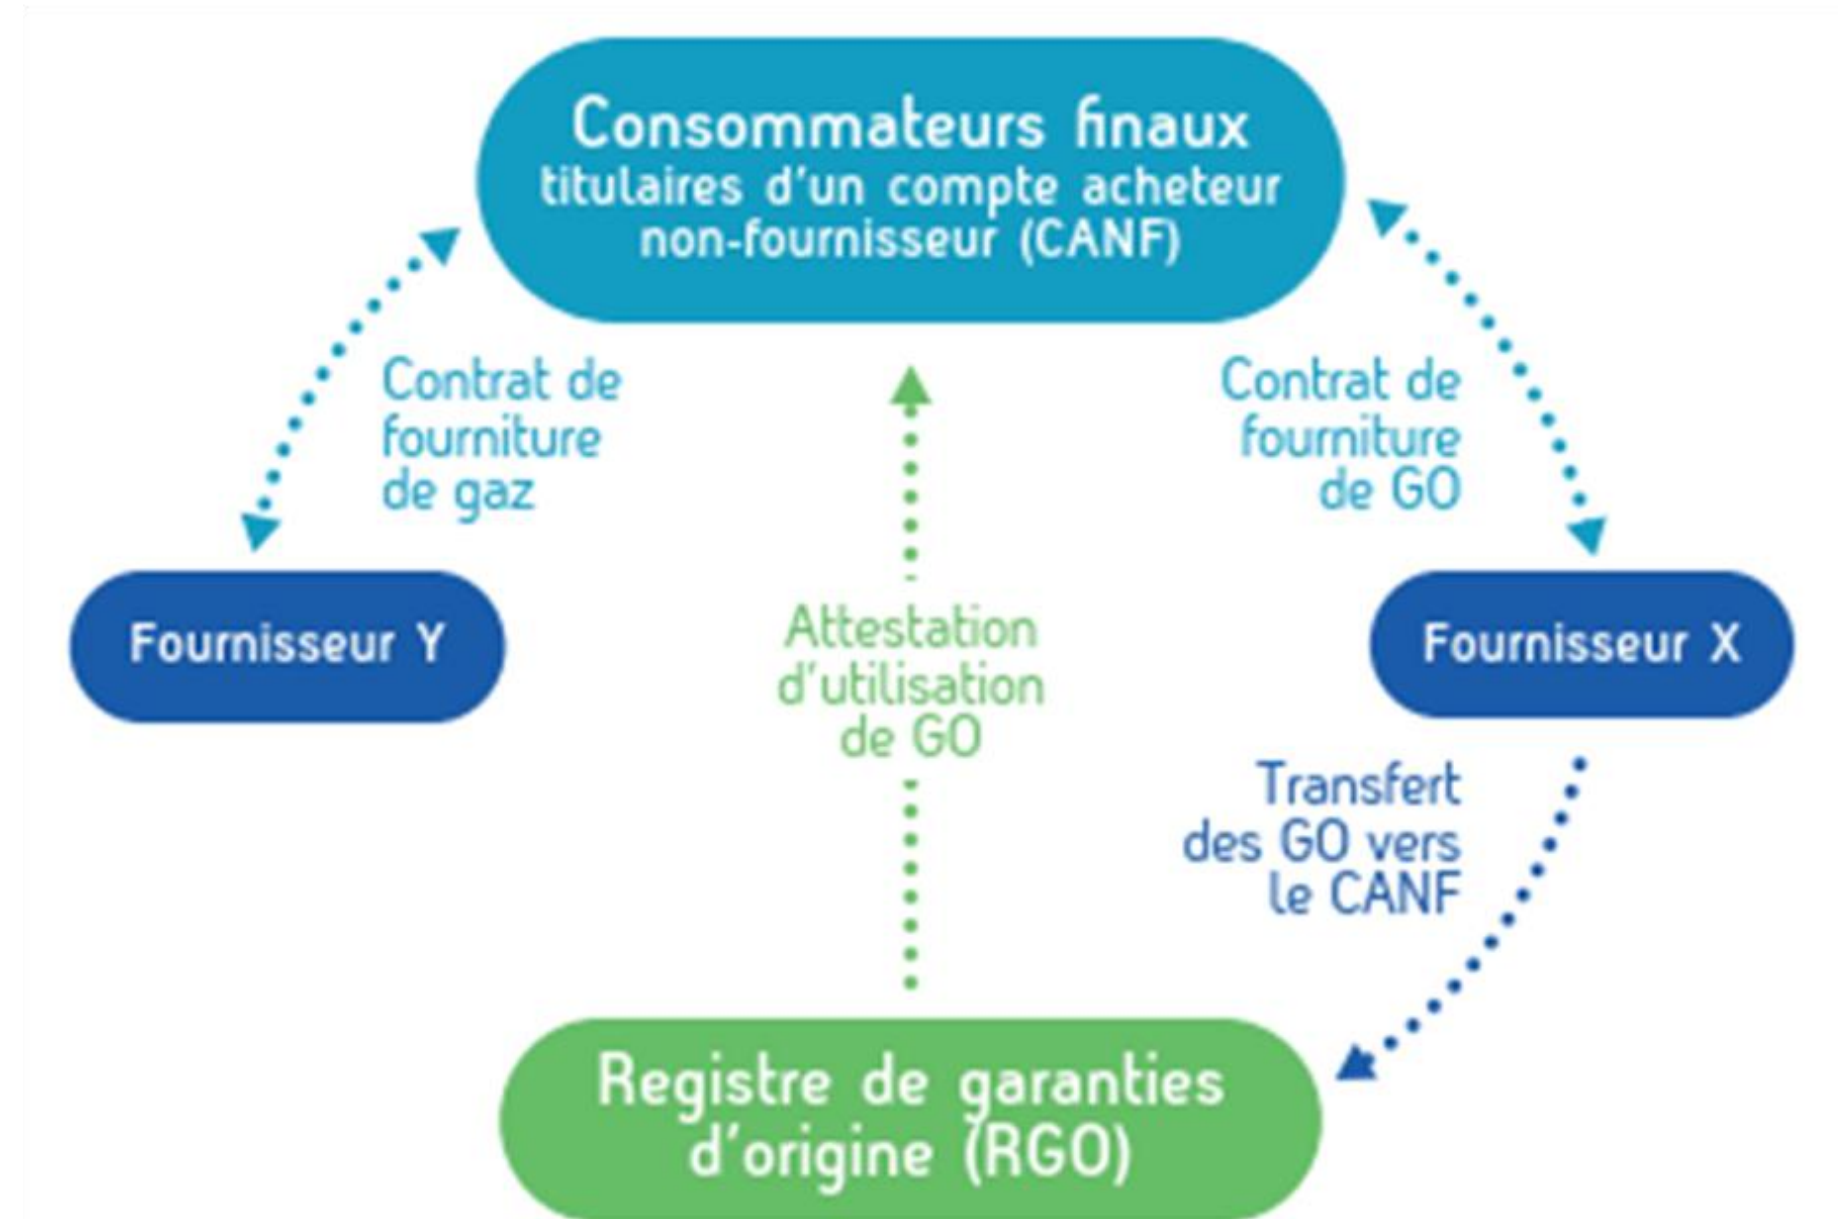 Consommateurs finaux
titulaires d'un compte acheteur
non-fournisseur (CANF)
Contrat de
fourniture
de gaz
Contrat de
fourniture
de GO
Fournisseur Y
Attestation
d'utilisation
de GO
Fournisseur X
Transfert
des GO vers
le CANF
Registre de garanties
d'origine (RGO)